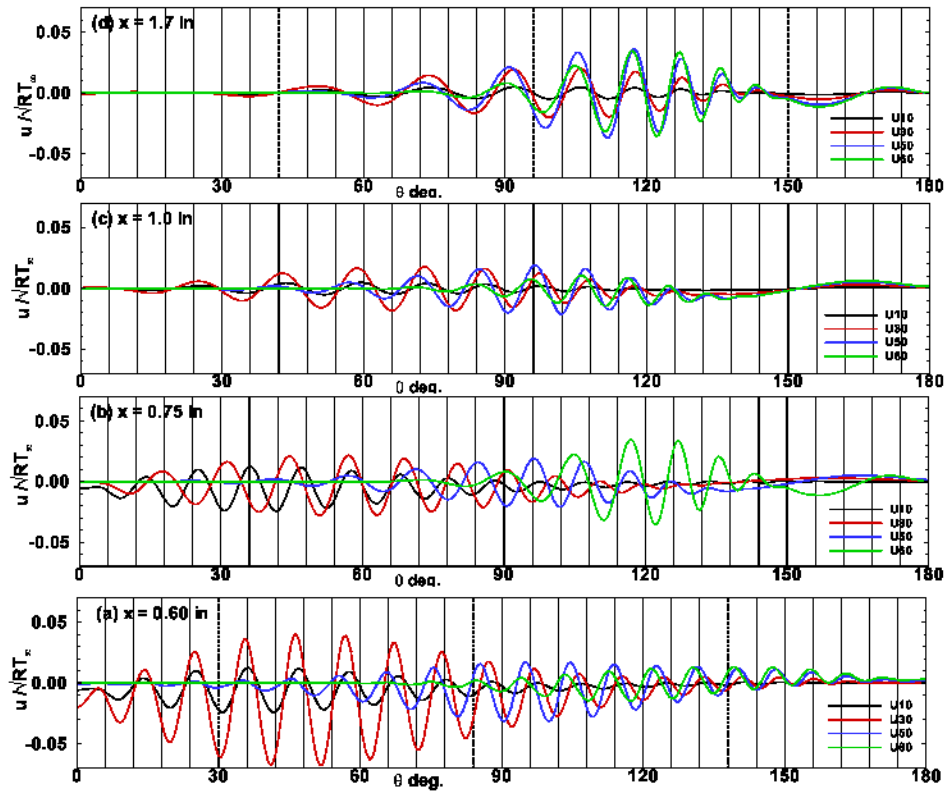 (d) x = 1.7 in
0.05
0.00
-0.05
u /√RT∞
U10
U30
U50
U60
0 30 60 90 120 150 180
θ deg.
(c) x = 1.0 in
0.05
0.00
-0.05
u /√RT∞
U10
U30
U50
U60
0 30 60 90 120 150 180
θ deg.
(b) x = 0.75 in
0.05
0.00
-0.05
u /√RT∞
U10
U30
U50
U60
0 30 60 90 120 150 180
θ deg.
(a) x = 0.60 in
0.05
0.00
-0.05
u /√RT∞
U10
U30
U50
U60
0 30 60 90 120 150 180
θ deg.